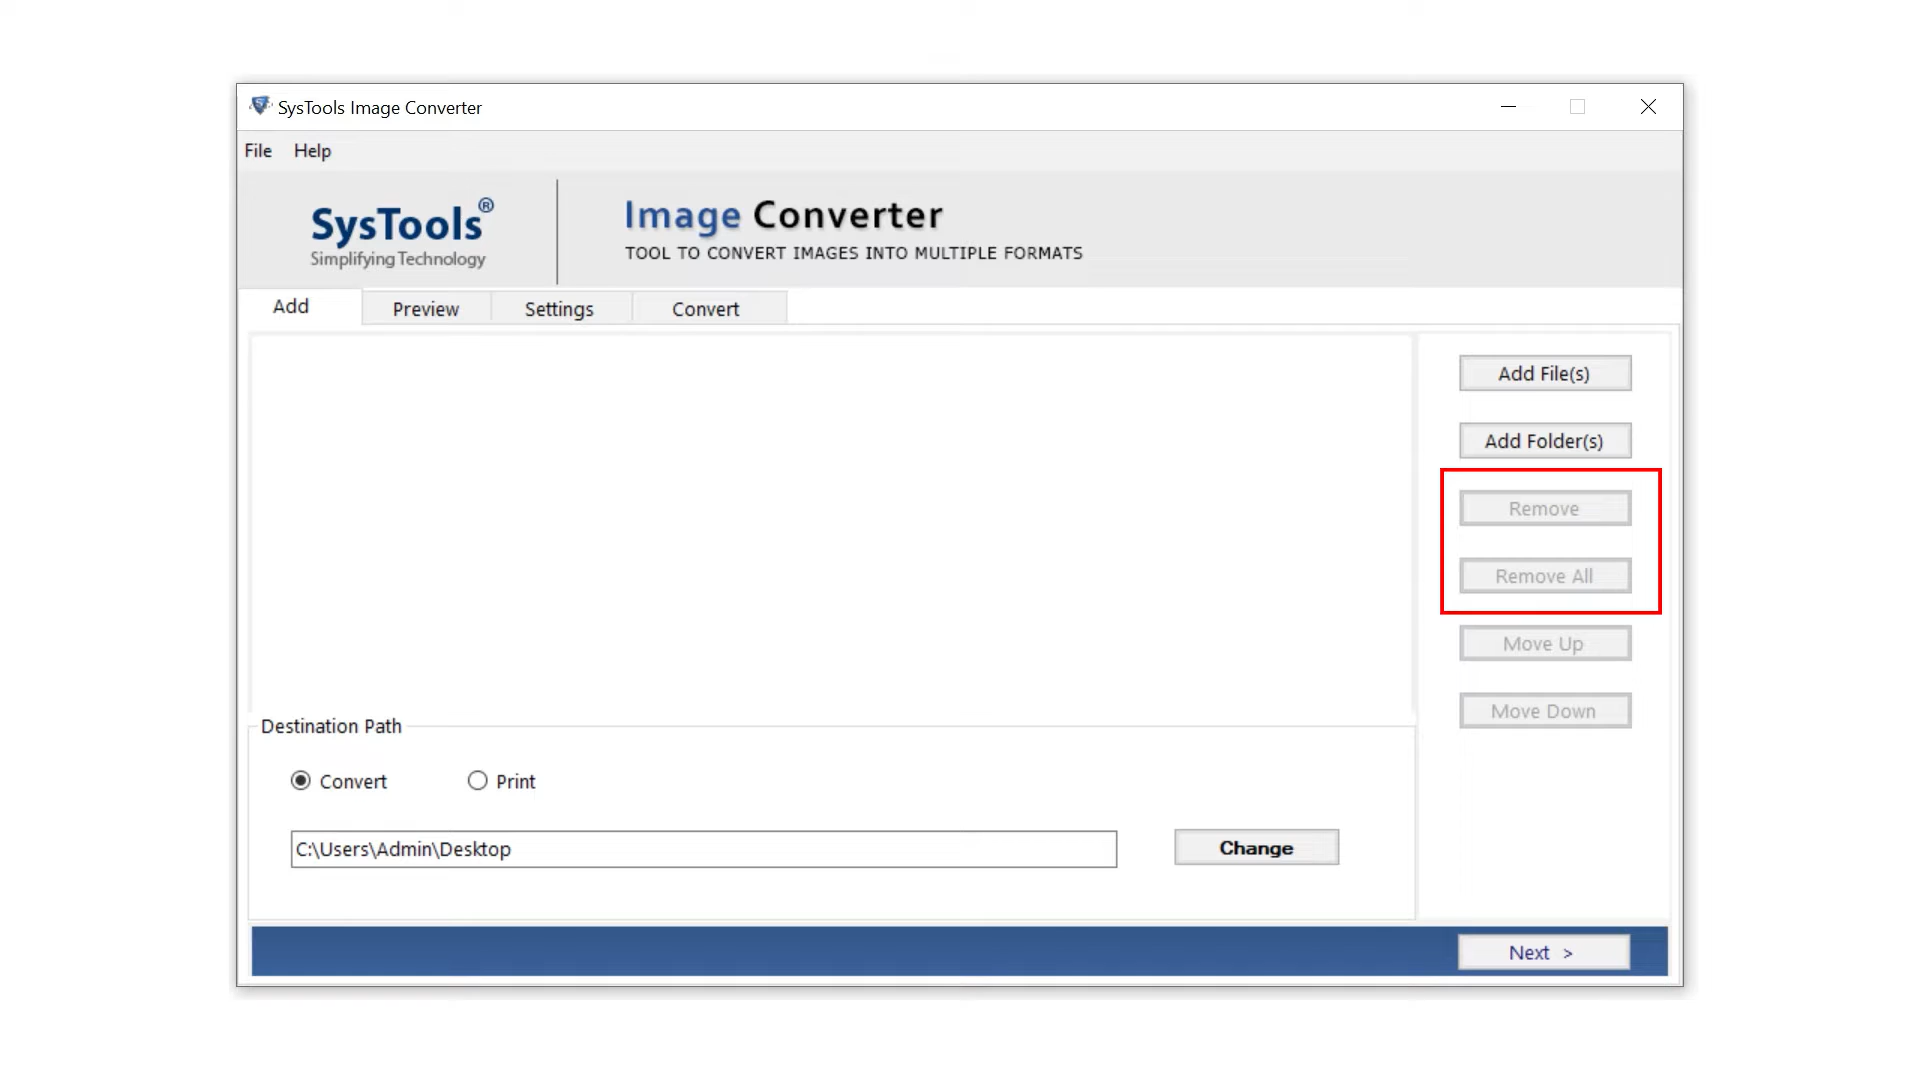 SysTools Image Converter
File Help
SysTools®
Simplifying Technology
Image Converter
TOOL TO CONVERT IMAGES INTO MULTIPLE FORMATS
Add Preview Settings Convert
Add File(s)
Add Folder(s)
Remove
Remove All
Move Up
Move Down
Destination Path
Convert Print
C:\Users\Admin\Desktop
Change
Next >